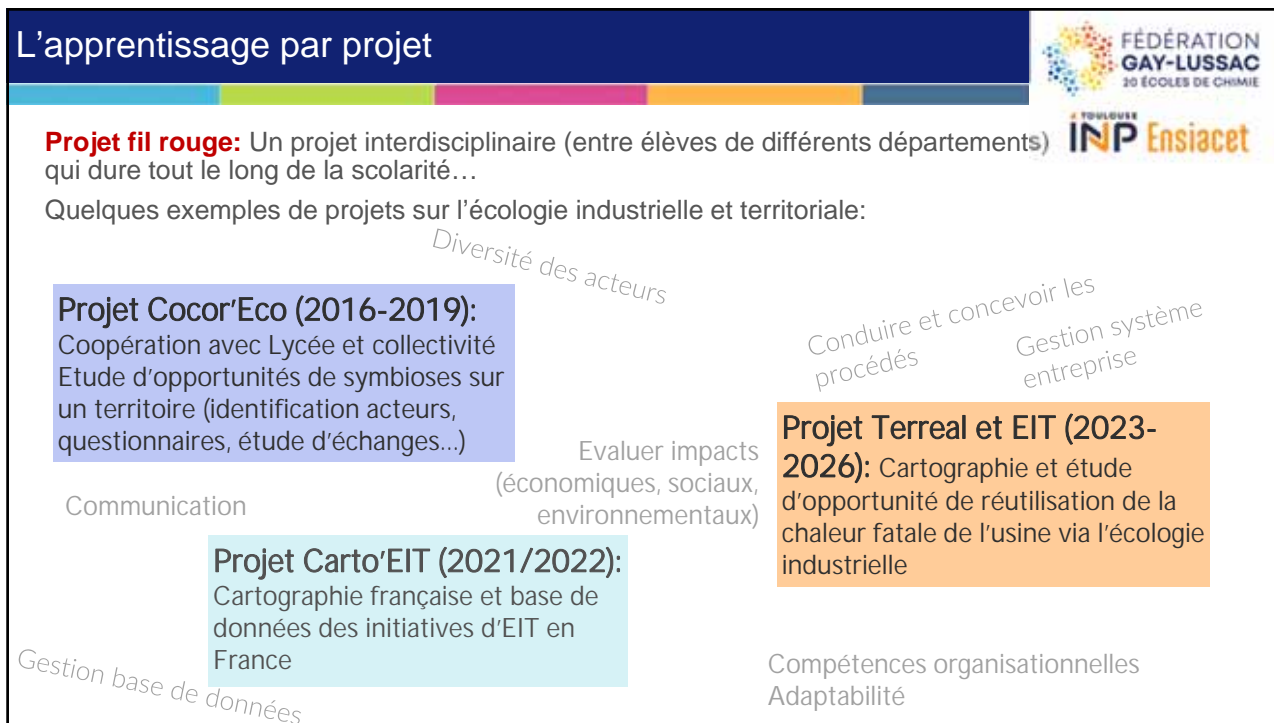 L'apprentissage par projet
FÉDÉRATION
GAY-LUSSAC
20 ÉCOLES DE CHIMIE
TOULOUSE
INP Ensiacet
Projet fil rouge: Un projet interdisciplinaire (entre élèves de différents départements)
qui dure tout le long de la scolarité…
Quelques exemples de projets sur l'écologie industrielle et territoriale:
Diversité des acteurs
Projet Cocor'Eco (2016-2019):
Coopération avec Lycée et collectivité
Etude d'opportunités de symbioses sur
un territoire (identification acteurs,
questionnaires, étude d'échanges…)
Conduire et concevoir les
procédés
Gestion système
entreprise
Projet Terreal et EIT (2023-
2026): Cartographie et étude
d'opportunité de réutilisation de la
chaleur fatale de l'usine via l'écologie
industrielle
Evaluer impacts
(économiques, sociaux,
environnementaux)
Communication
Projet Carto'EIT (2021/2022):
Cartographie française et base de
données des initiatives d'EIT en
France
Gestion base de données
Compétences organisationnelles
Adaptabilité